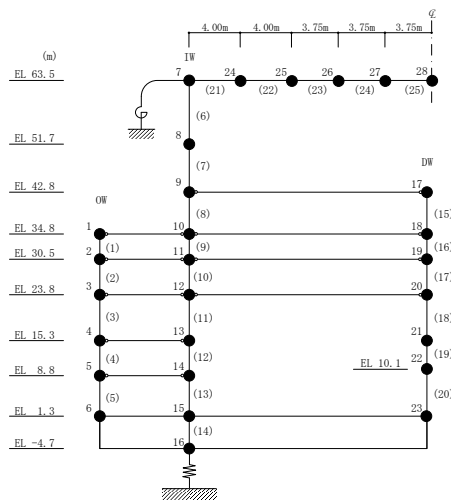 ℄
4.00m 4.00m 3.75m 3.75m 3.75m
(m) IW
EL 63.5 7 24 25 26 27 28
(21) (22) (23) (24) (25)
(6)
EL 51.7 8
(7) DW
EL 42.8 9 17
OW (8) (15)
EL 34.8 1 10 18
(1) (9) (16)
EL 30.5 2 11 19
(2) (10) (17)
EL 23.8 3 12 20
(3) (11) (18)
EL 15.3 4 13 21
(4) (12) (19)
EL 8.8 5 14 EL 10.1 22
(5) (13) (20)
EL 1.3 6 15 23
(14)
EL -4.7 16